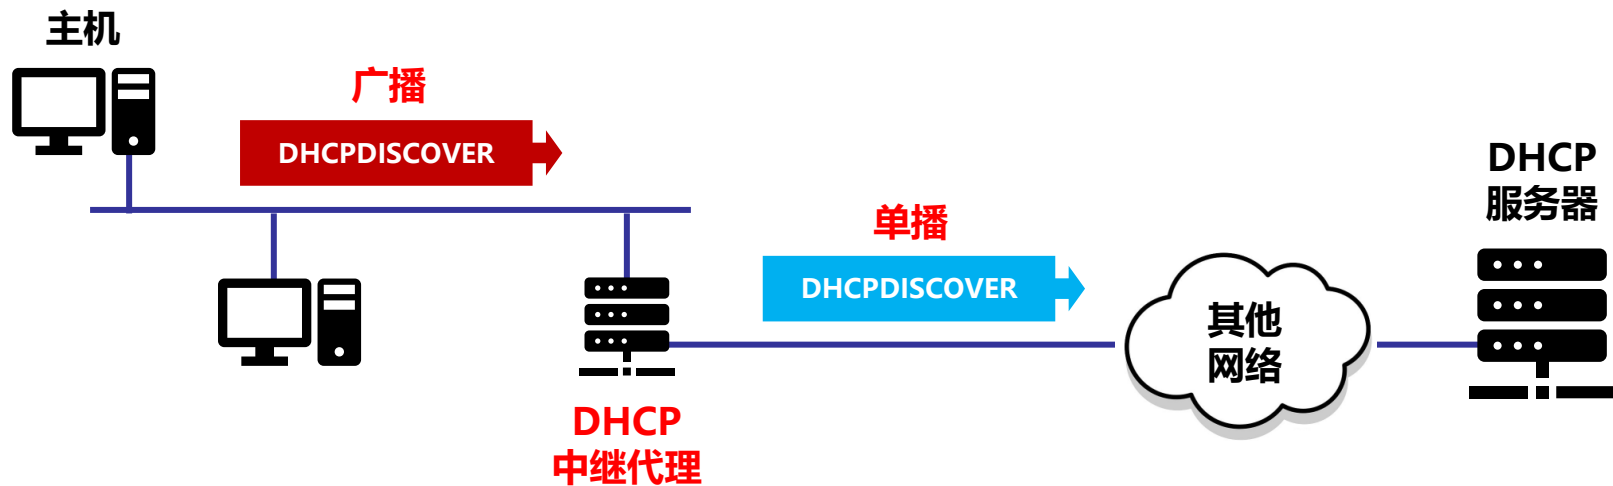 主机
广播
DHCPDISCOVER
单播
DHCPDISCOVER
DHCP
中继代理
其他
网络
DHCP
服务器